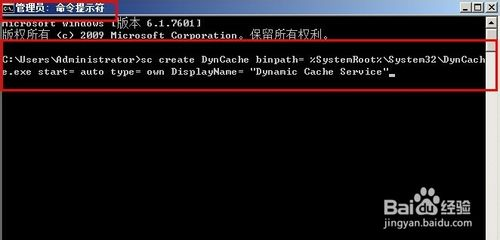 管理员: 命令提示符
Microsoft Windows [版本 6.1.7601]
版权所有 (c) 2009 Microsoft Corporation。保留所有权利。
C:\Users\Administrator>sc create DynCache binpath= %SystemRoot%\System32\DynCach
e.exe start= auto type= own DisplayName= "Dynamic Cache Service"_
Baidu 经验
jingyan.baidu.com